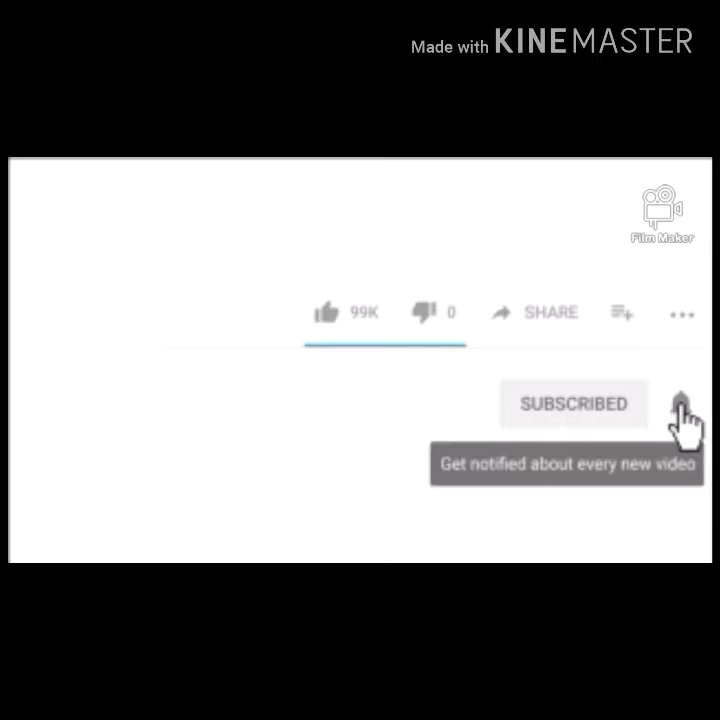 Made with KINEMASTER
Film Maker
99K 0 SHARE
SUBSCRIBED
Get notified about every new video